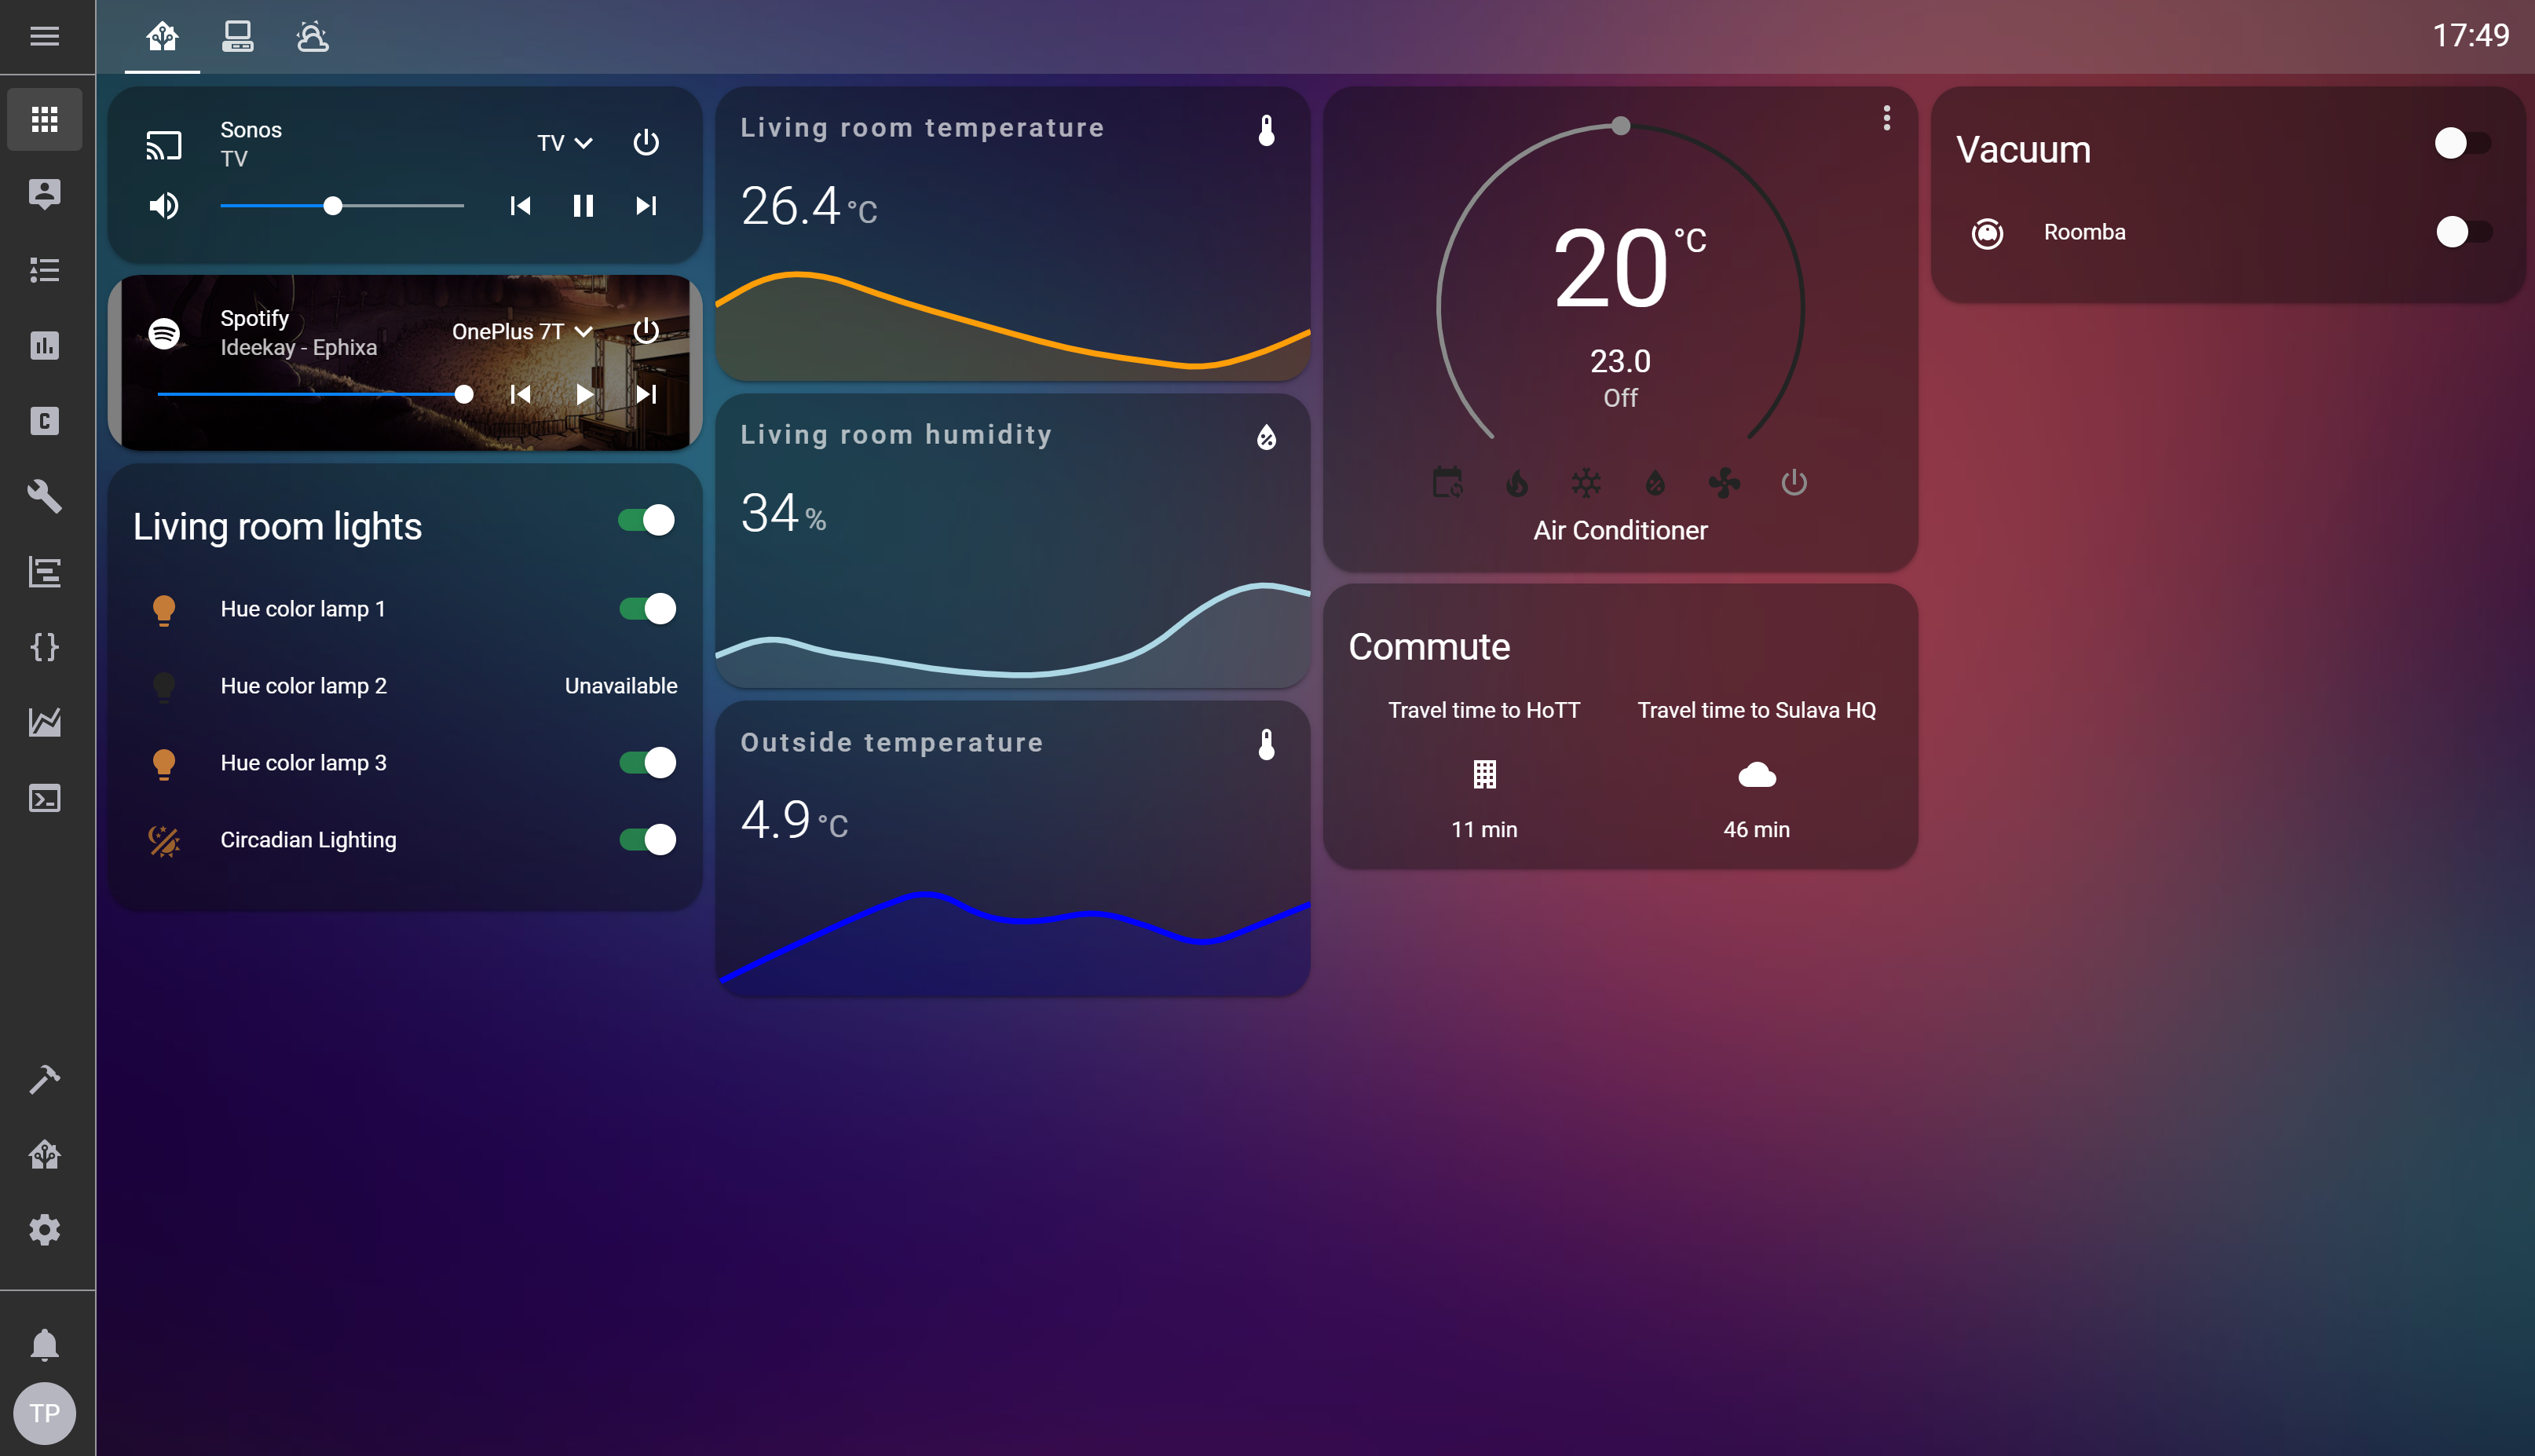 17:49
Sonos
TV
TV
Spotify
Ideekay - Ephixa
OnePlus 7T
Living room lights
Hue color lamp 1
Hue color lamp 2
Unavailable
Hue color lamp 3
Circadian Lighting
Living room temperature
26.4 °C
Living room humidity
34 %
Outside temperature
4.9 °C
20 °C
23.0
Off
Air Conditioner
Commute
Travel time to HoTT
11 min
Travel time to Sulava HQ
46 min
Vacuum
Roomba
C
TP